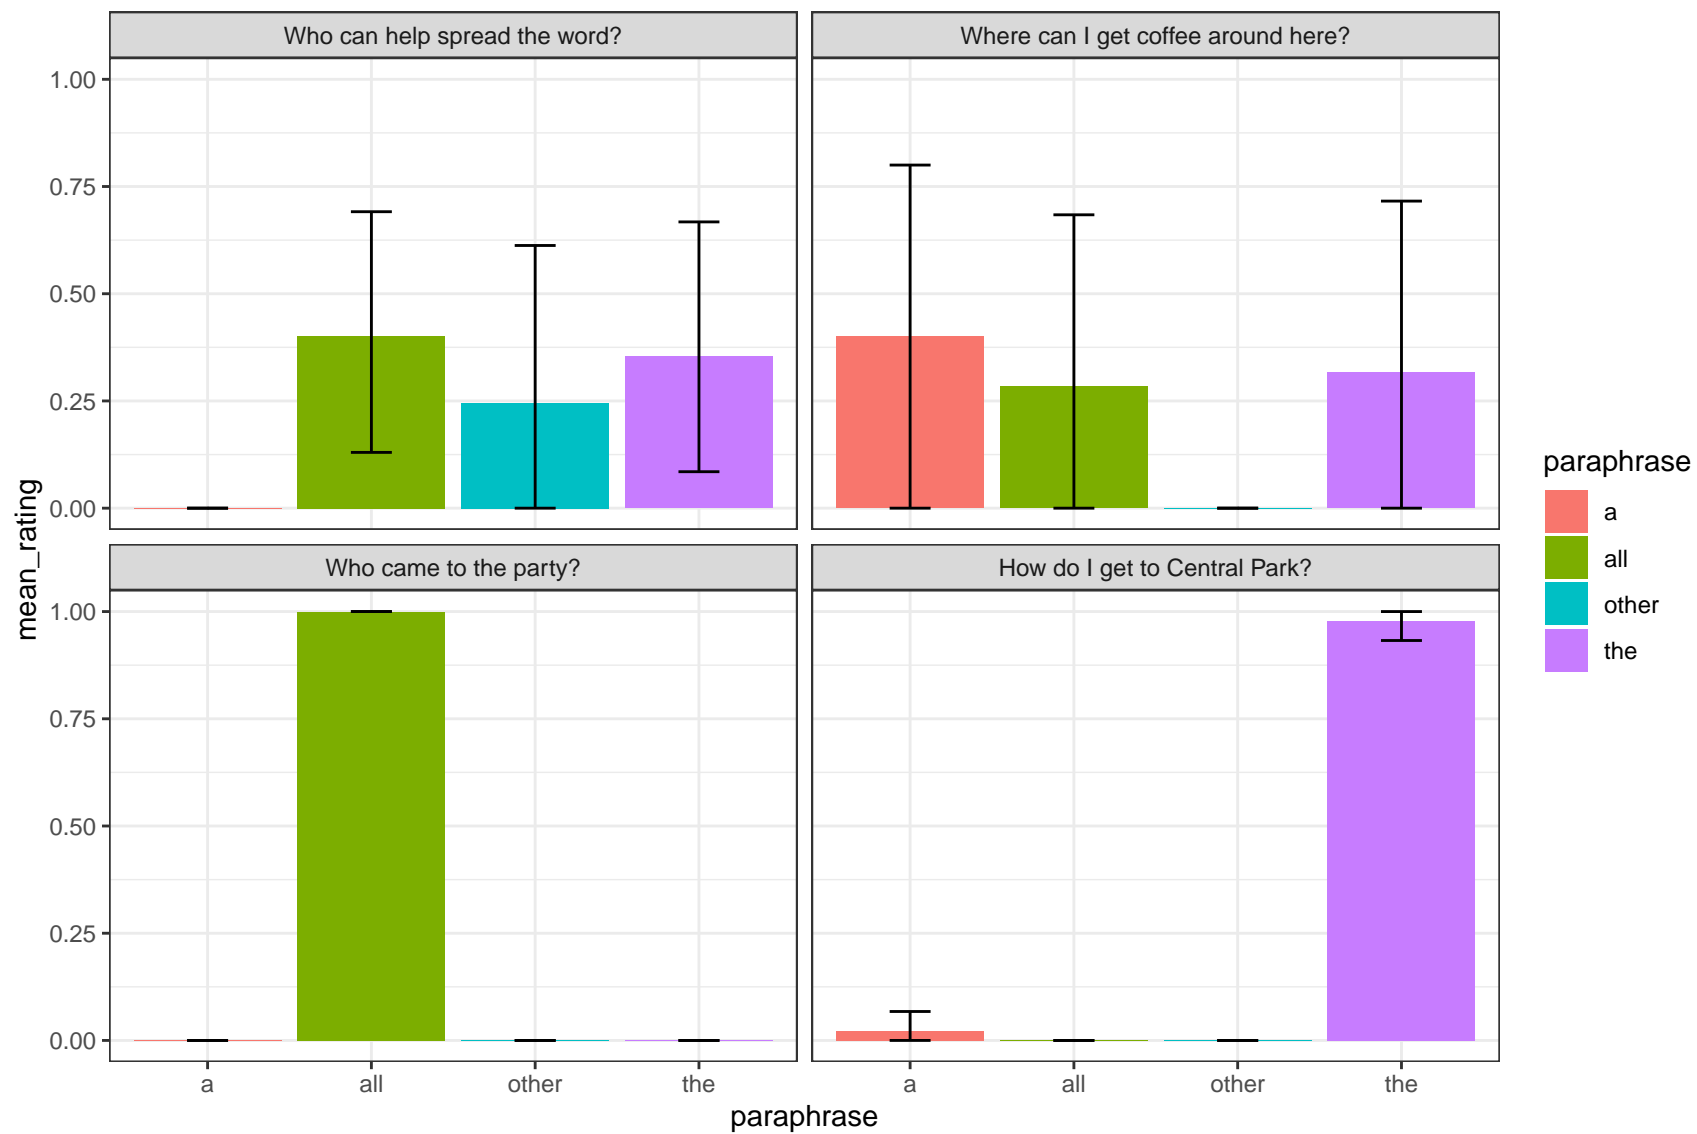 Who can help spread the word?
Where can I get coffee around here?
1.00
0.75
0.50
0.25
0.00
Who came to the party?
How do I get to Central Park?
1.00
0.75
0.50
0.25
0.00
a
all
other
the
a
all
other
the
paraphrase
mean_rating
paraphrase
a
all
other
the